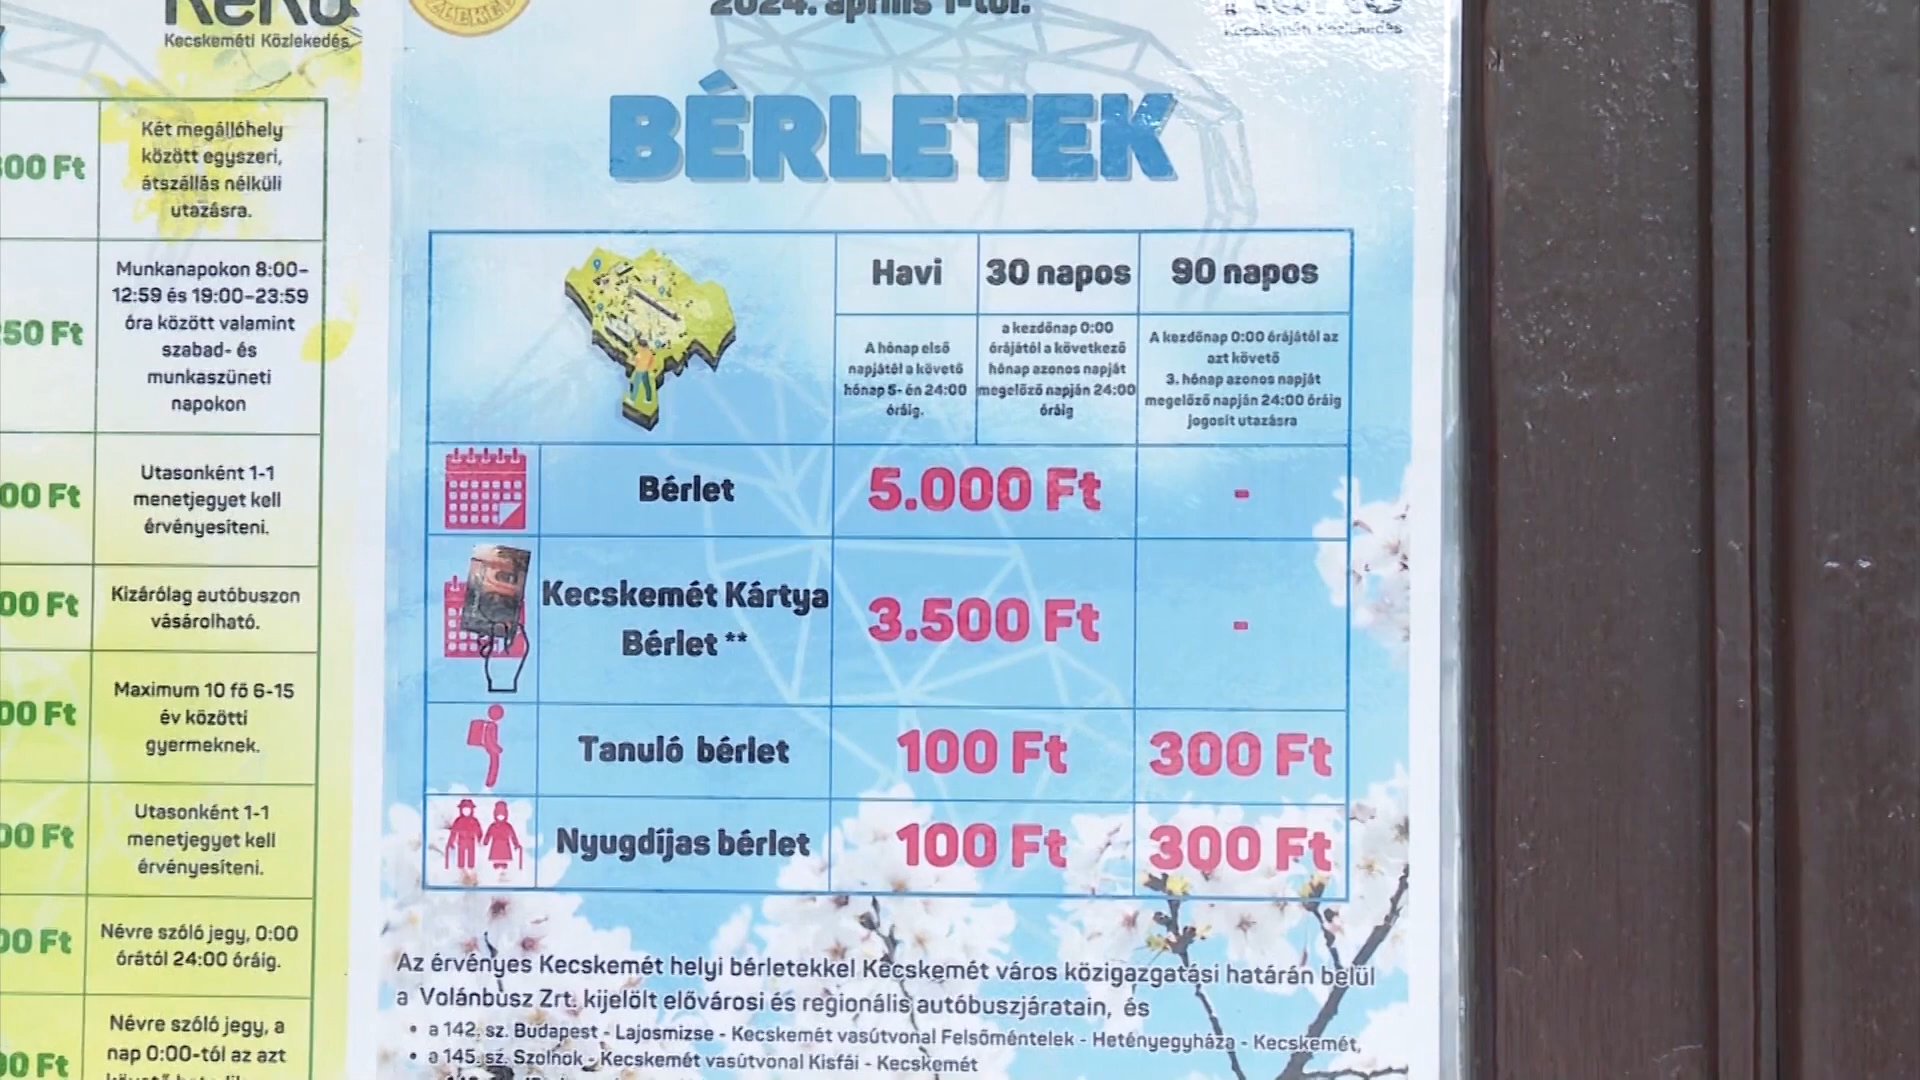 Kecskeméti Közlekedés
Két megállóhely
között egyszeri,
átszállás nélküli
utazásra.
Munkanapokon 8:00-
12:59 és 19:00-23:59
óra között valamint
szabad- és
munkaszüneti
napokon
Utasonként 1-1
menetjegyet kell
érvényesíteni.
Kizárólag autóbuszon
vásárolható.
Maximum 10 fő 6-15
év közötti
gyermeknek.
Utasonként 1-1
menetjegyet kell
érvényesíteni.
Névre szóló jegy, 0:00
órától 24:00 óráig.
Névre szóló jegy, a
nap 0:00-tól az azt
2024. április 1-től.
Kecskeméti Közlekedés
BÉRLETEK
Havi
30 napos
90 napos
A hónap első
napjától a követő
hónap 5-én 24:00
óráig.
a kezdőnap 0:00
órájától a következő
hónap azonos napját
megelőző napján 24:00
óráig
A kezdőnap 0:00 órájától az
azt követő
3. hónap azonos napját
megelőző napján 24:00 óráig
jogosít utazásra
Bérlet
5.000 Ft
-
Kecskemét Kártya
Bérlet **
3.500 Ft
-
Tanuló bérlet
100 Ft
300 Ft
Nyugdíjas bérlet
100 Ft
300 Ft
Az érvényes Kecskemét helyi bérletekkel Kecskemét város közigazgatási határán belül
a Volánbusz Zrt. kijelölt elővárosi és regionális autóbuszjáratain, és
• a 142. sz. Budapest - Lajosmizse - Kecskemét vasútvonal Felsőméntelek - Hetényegyháza - Kecskemét,
• a 145. sz. Szolnok - Kecskemét vasútvonal Kisfái - Kecskemét